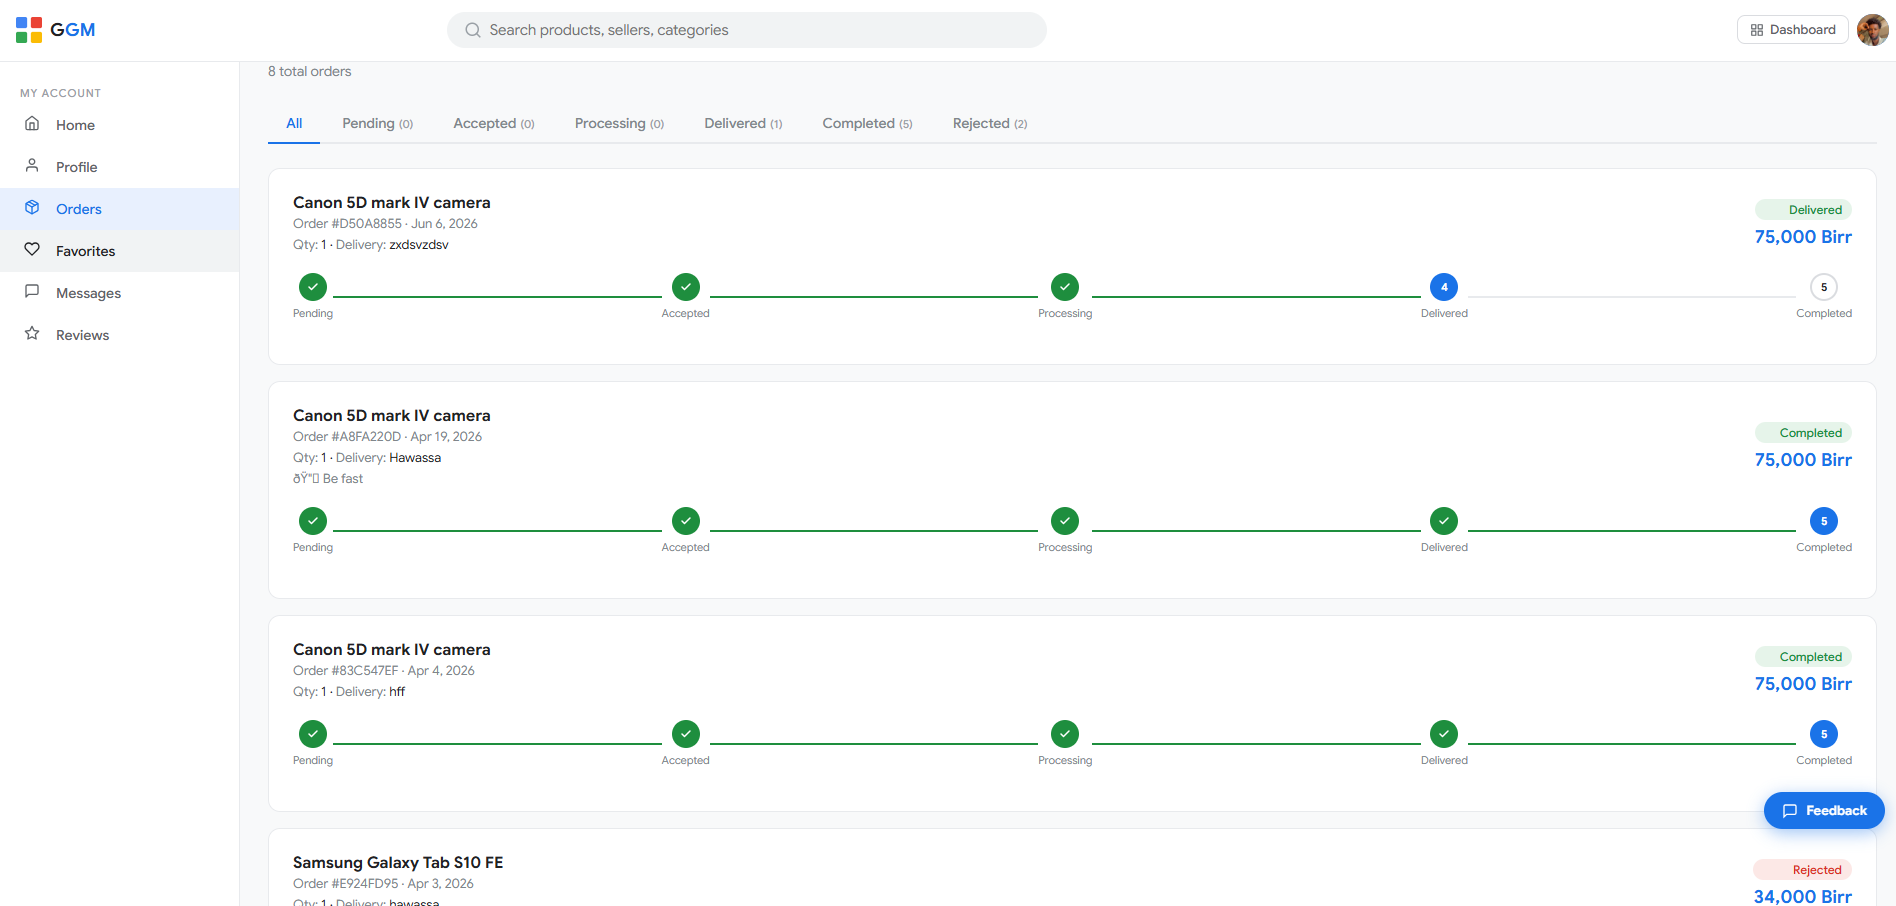 GGM
Search products, sellers, categories
Dashboard
MY ACCOUNT
Home
Profile
Orders
Favorites
Messages
Reviews
8 total orders
All Pending (0) Accepted (0) Processing (0) Delivered (1) Completed (5) Rejected (2)
Canon 5D mark IV camera
Order #D50A8855 · Jun 6, 2026
Qty: 1 · Delivery: zxdsvzdsv
Delivered
75,000 Birr
4 5
Pending Accepted Processing Delivered Completed
Canon 5D mark IV camera
Order #A8FA220D · Apr 19, 2026
Qty: 1 · Delivery: Hawassa
ðŸ" Be fast
Completed
75,000 Birr
5
Pending Accepted Processing Delivered Completed
Canon 5D mark IV camera
Order #83C547EF · Apr 4, 2026
Qty: 1 · Delivery: hff
Completed
75,000 Birr
5
Pending Accepted Processing Delivered Completed
Feedback
Samsung Galaxy Tab S10 FE
Order #E924FD95 · Apr 3, 2026
Qty: 1 · Delivery: hawassa
Rejected
34,000 Birr